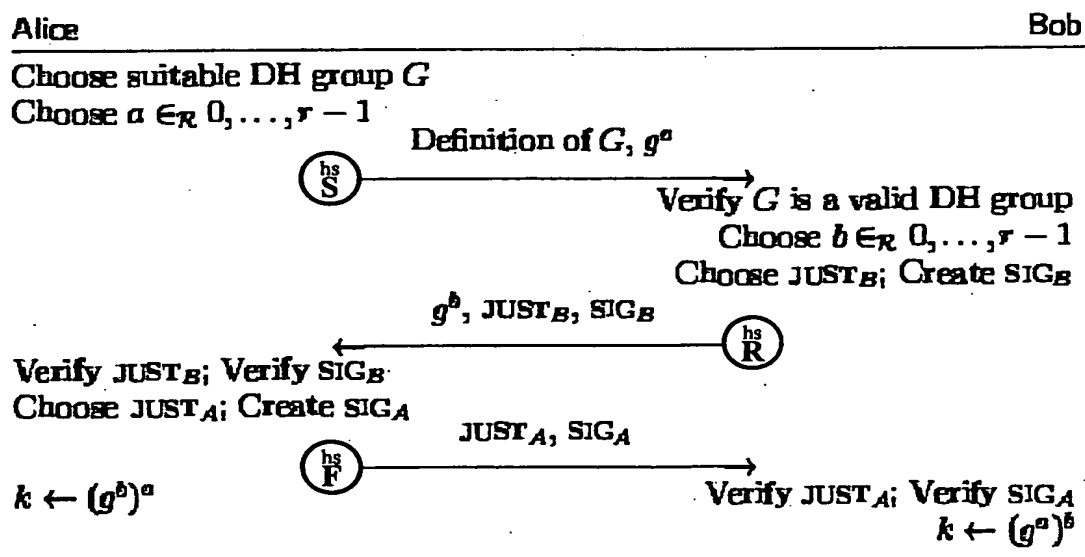 Alice Bob
Choose suitable DH group G
Choose a ∈_R 0,…,r − 1
Definition of G, g^a
hs
S
Verify G is a valid DH group
Choose b ∈_R 0,…,r − 1
Choose JUST_B; Create SIG_B
g^b, JUST_B, SIG_B
hs
R
Verify JUST_B; Verify SIG_B
Choose JUST_A; Create SIG_A
JUST_A, SIG_A
hs
F
k ← (g^b)^a
Verify JUST_A; Verify SIG_A
k ← (g^a)^b